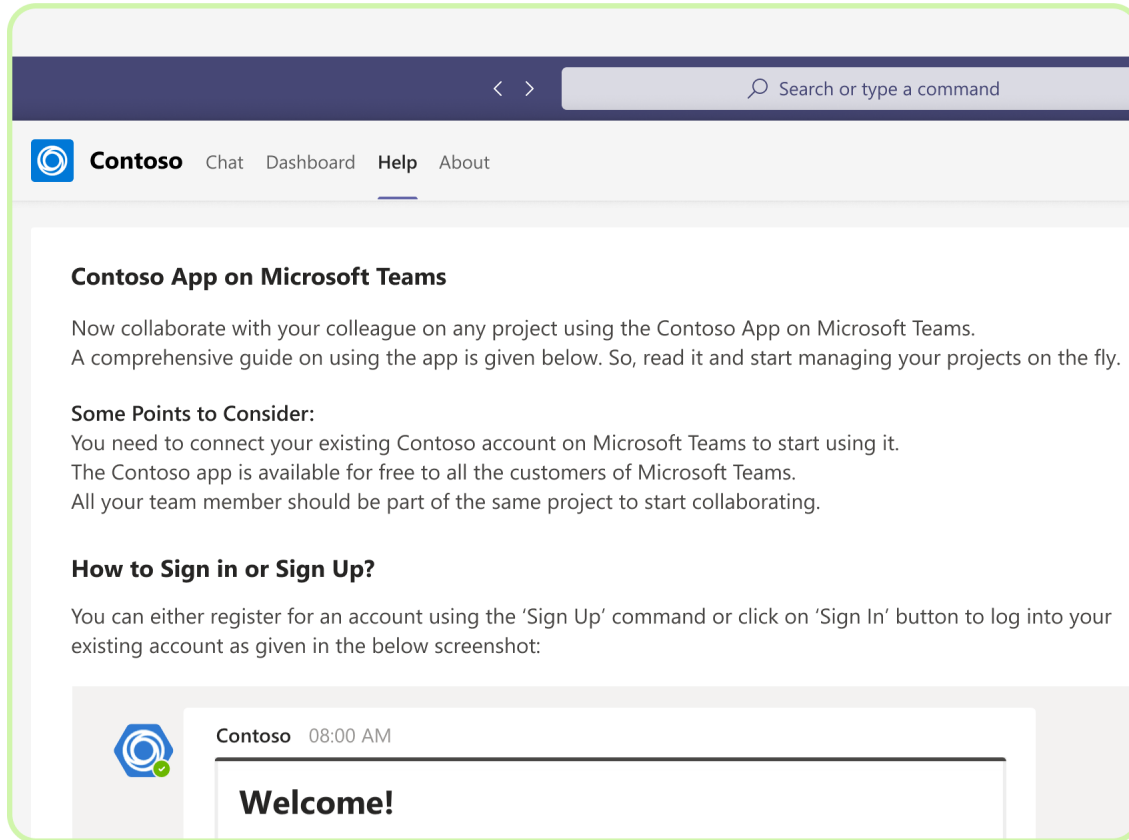 Search or type a command
Contoso Chat Dashboard Help About
Contoso App on Microsoft Teams
Now collaborate with your colleague on any project using the Contoso App on Microsoft Teams.
A comprehensive guide on using the app is given below. So, read it and start managing your projects on the fly.
Some Points to Consider:
You need to connect your existing Contoso account on Microsoft Teams to start using it.
The Contoso app is available for free to all the customers of Microsoft Teams.
All your team member should be part of the same project to start collaborating.
How to Sign in or Sign Up?
You can either register for an account using the ‘Sign Up’ command or click on ‘Sign In’ button to log into your
existing account as given in the below screenshot:
Contoso 08:00 AM
Welcome!